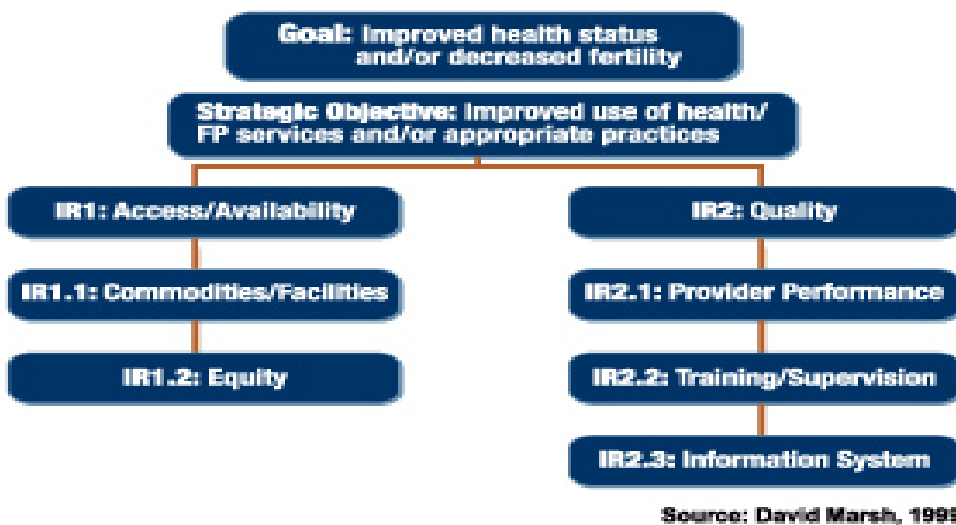 Goal: Improved health status
and/or decreased fertility
Strategic Objective: Improved use of health/
FP services and/or appropriate practices
IR1: Access/Availability
IR2: Quality
IR1.1: Commodities/Facilities
IR2.1: Provider Performance
IR1.2: Equity
IR2.2: Training/Supervision
IR2.3: Information System
Source: David Marsh,